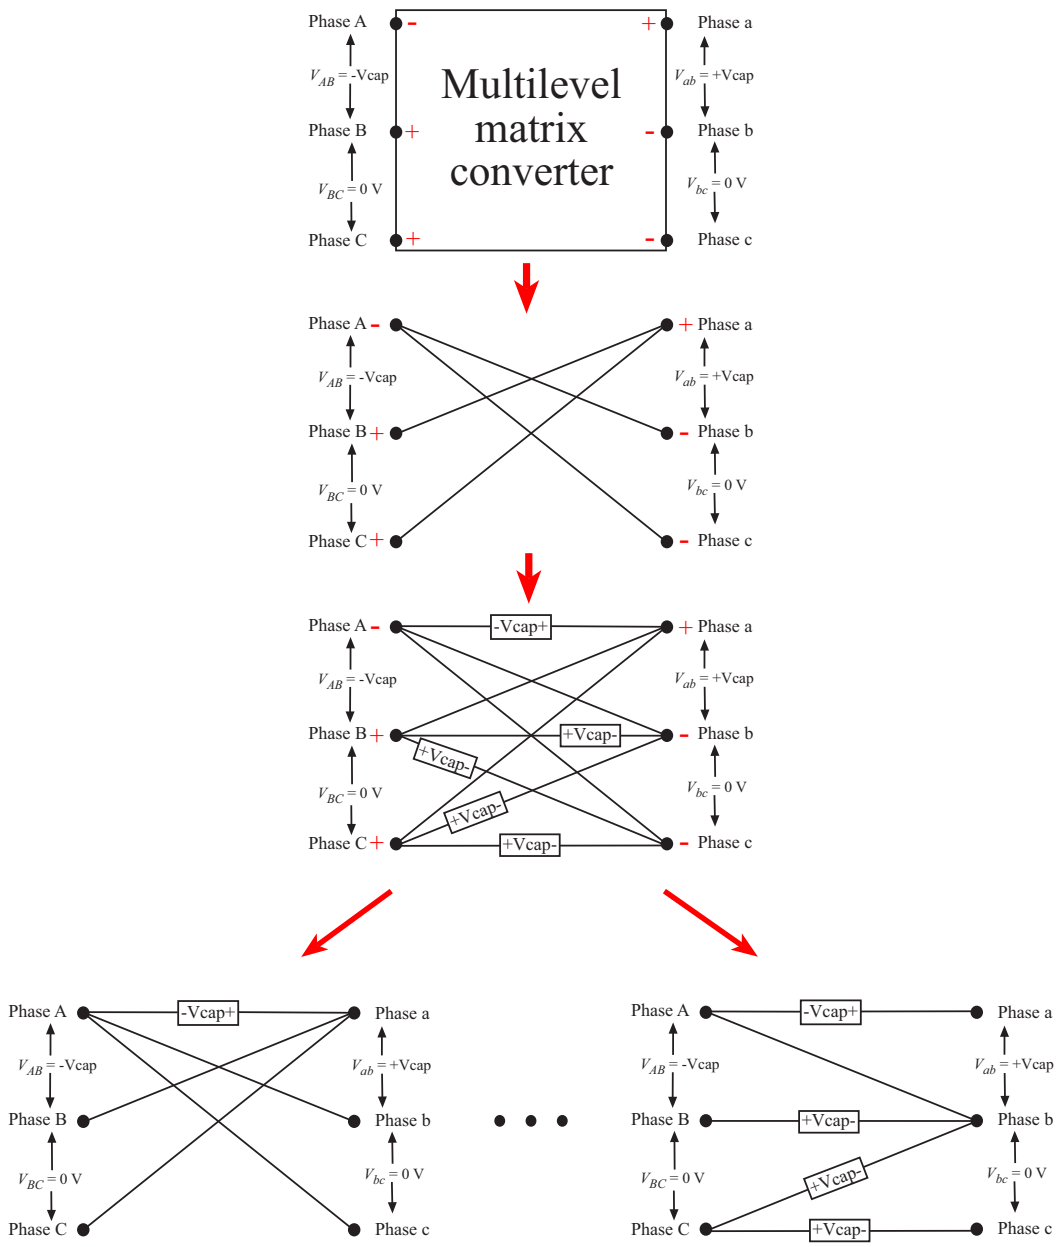 Phase A - + Phase a
V_AB = -Vcap V_ab = +Vcap
Multilevel
matrix
converter
Phase B + - Phase b
V_BC = 0 V V_bc = 0 V
Phase C + - Phase c
Phase A - + Phase a
V_AB = -Vcap V_ab = +Vcap
Phase B + - Phase b
V_BC = 0 V V_bc = 0 V
Phase C + - Phase c
Phase A - -Vcap+ + Phase a
V_AB = -Vcap V_ab = +Vcap
Phase B + +Vcap- - Phase b
+Vcap-
V_BC = 0 V V_bc = 0 V
+Vcap-
Phase C + +Vcap- - Phase c
Phase A -Vcap+ Phase a
V_AB = -Vcap V_ab = +Vcap
Phase B Phase b
V_BC = 0 V V_bc = 0 V
Phase C Phase c
Phase A -Vcap+ Phase a
V_AB = -Vcap V_ab = +Vcap
Phase B +Vcap- Phase b
V_BC = 0 V +Vcap- V_bc = 0 V
Phase C +Vcap- Phase c